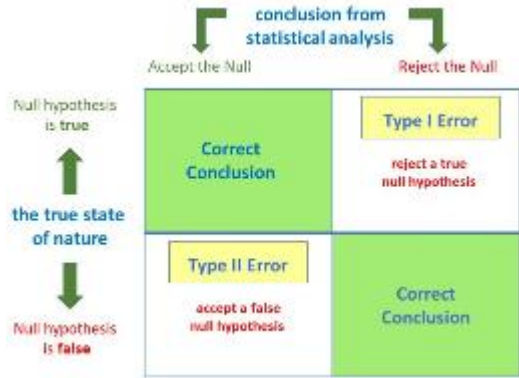 conclusion from
statistical analysis
Accept the Null
Reject the Null
Null hypothesis
is true
Correct
Conclusion
Type I Error
reject a true
null hypothesis
the true state
of nature
Type II Error
accept a false
null hypothesis
Correct
Conclusion
Null hypothesis
is false